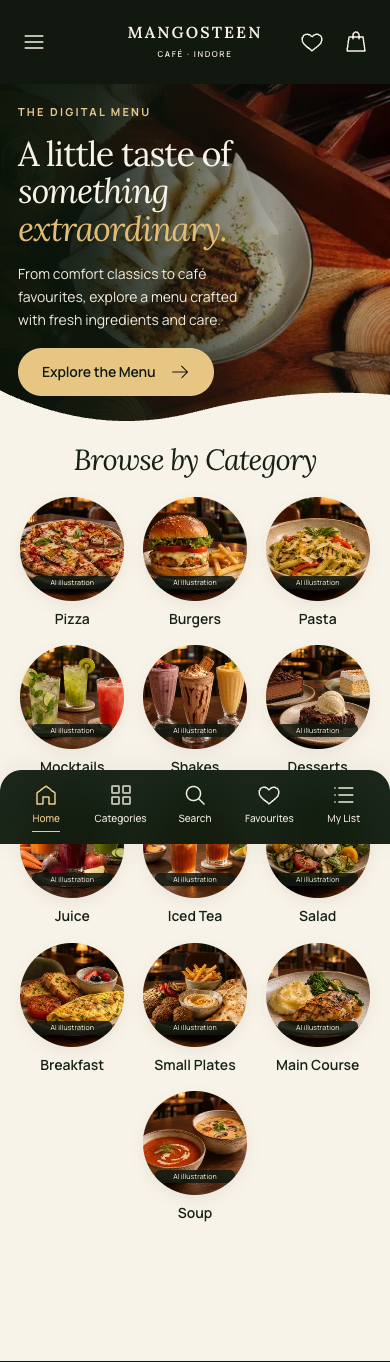 MANGOSTEEN
CAFÉ · INDORE
THE DIGITAL MENU
A little taste of
something
extraordinary.
From comfort classics to café
favourites, explore a menu crafted
with fresh ingredients and care.
Explore the Menu
Browse by Category
AI illustration
AI illustration
AI illustration
Pizza
Burgers
Pasta
AI illustration
AI illustration
AI illustration
Mocktails
Shakes
Desserts
Home
Categories
Search
Favourites
My List
AI illustration
AI illustration
AI illustration
Juice
Iced Tea
Salad
AI illustration
AI illustration
AI illustration
Breakfast
Small Plates
Main Course
AI illustration
Soup